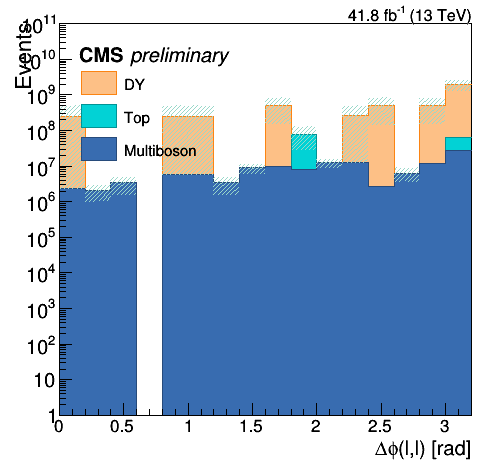 41.8 fb⁻¹ (13 TeV)
Events
CMS preliminary
DY
Top
Multiboson
10¹¹
10¹⁰
10⁹
10⁸
10⁷
10⁶
10⁵
10⁴
10³
10²
10
1
0 0.5 1 1.5 2 2.5 3
Δϕ(l,l) [rad]